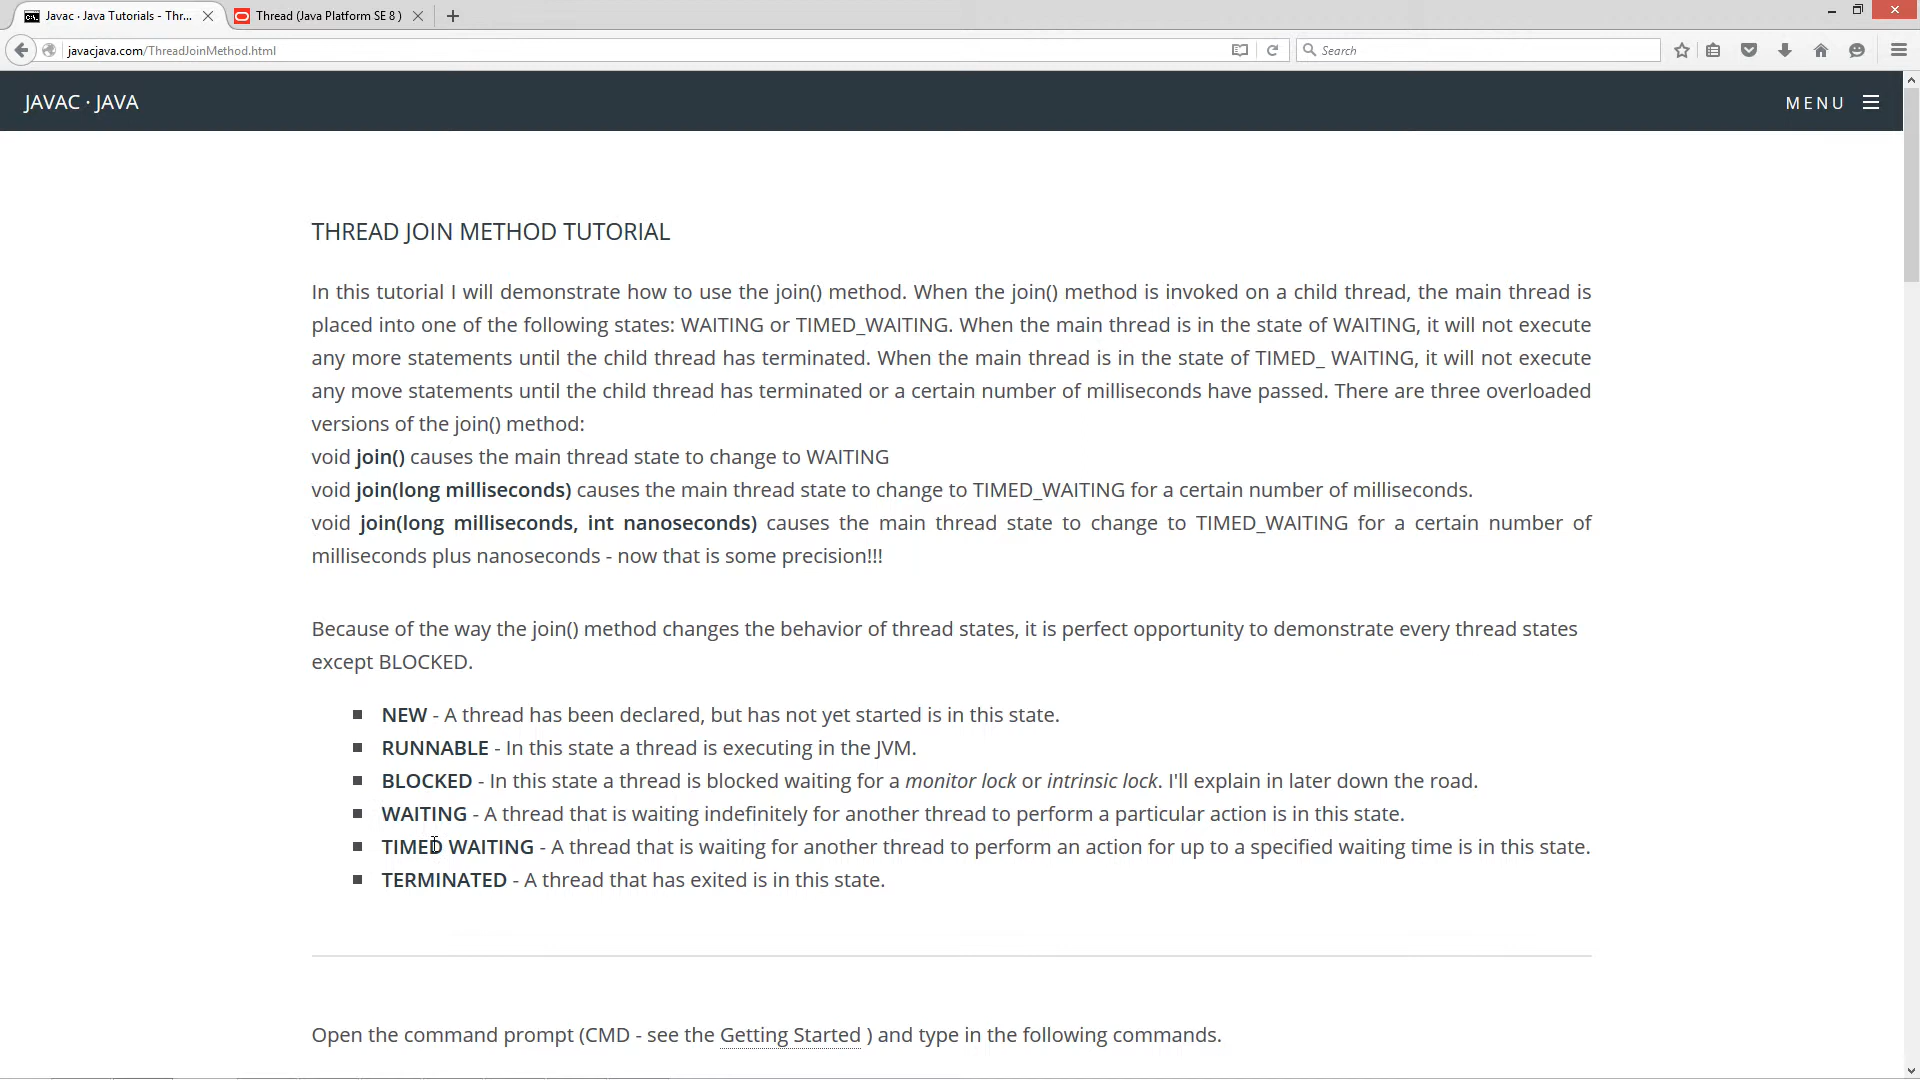 Javac · Java Tutorials - Thr...
Thread (Java Platform SE 8 )
javacjava.com/ThreadJoinMethod.html
Search
JAVAC · JAVA
MENU
THREAD JOIN METHOD TUTORIAL
In this tutorial I will demonstrate how to use the join() method. When the join() method is invoked on a child thread, the main thread is
placed into one of the following states: WAITING or TIMED_WAITING. When the main thread is in the state of WAITING, it will not execute
any more statements until the child thread has terminated. When the main thread is in the state of TIMED_ WAITING, it will not execute
any move statements until the child thread has terminated or a certain number of milliseconds have passed. There are three overloaded
versions of the join() method:
void join() causes the main thread state to change to WAITING
void join(long milliseconds) causes the main thread state to change to TIMED_WAITING for a certain number of milliseconds.
void join(long milliseconds, int nanoseconds) causes the main thread state to change to TIMED_WAITING for a certain number of
milliseconds plus nanoseconds - now that is some precision!!!
Because of the way the join() method changes the behavior of thread states, it is perfect opportunity to demonstrate every thread states
except BLOCKED.
NEW - A thread has been declared, but has not yet started is in this state.
RUNNABLE - In this state a thread is executing in the JVM.
BLOCKED - In this state a thread is blocked waiting for a monitor lock or intrinsic lock. I'll explain in later down the road.
WAITING - A thread that is waiting indefinitely for another thread to perform a particular action is in this state.
TIMED WAITING - A thread that is waiting for another thread to perform an action for up to a specified waiting time is in this state.
TERMINATED - A thread that has exited is in this state.
Open the command prompt (CMD - see the Getting Started ) and type in the following commands.